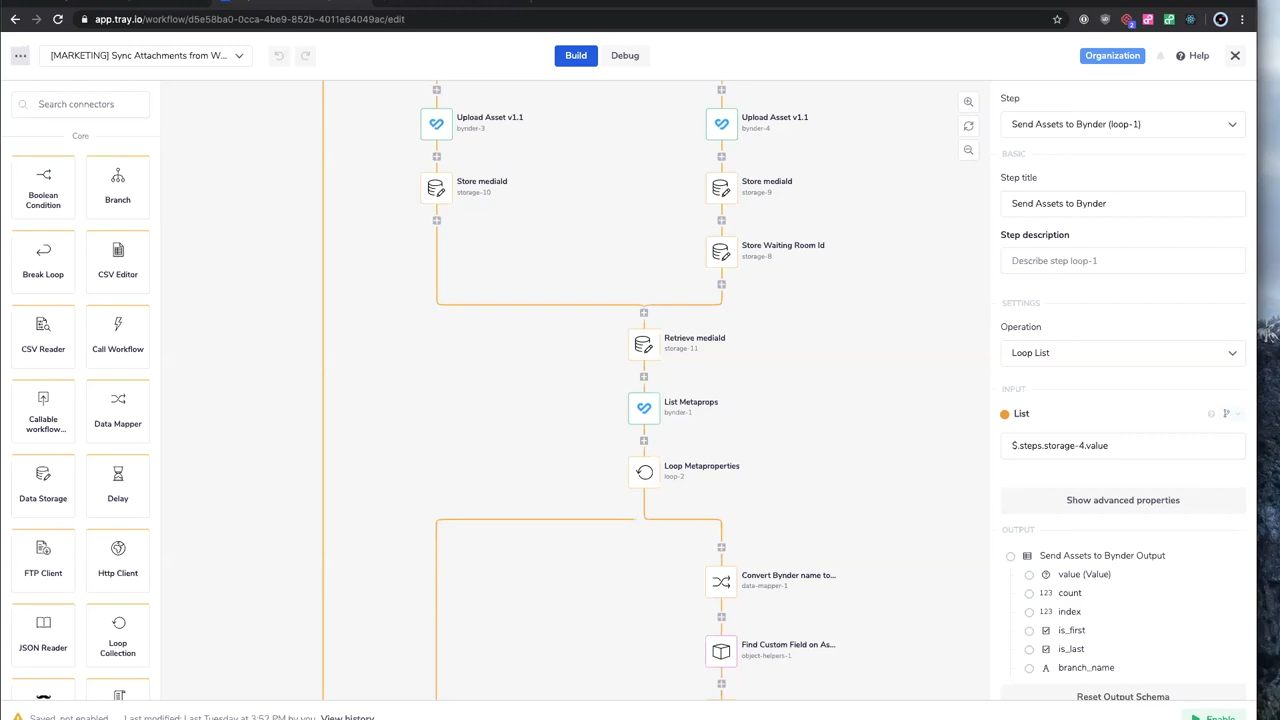 app.tray.io/workflow/d5e58ba0-0cca-4be9-852b-4011e64049ac/edit
[MARKETING] Sync Attachments from W...
Build
Debug
Organization
Help
Search connectors
Core
Boolean
Condition
Branch
Break Loop
CSV Editor
CSV Reader
Call Workflow
Callable
workflow...
Data Mapper
Data Storage
Delay
FTP Client
Http Client
JSON Reader
Loop
Collection
Upload Asset v1.1
bynder-3
Upload Asset v1.1
bynder-4
Store mediaId
storage-10
Store mediaId
storage-9
Store Waiting Room Id
storage-8
Retrieve mediaId
storage-11
List Metaprops
bynder-1
Loop Metaproperties
loop-2
Convert Bynder name to...
data-mapper-1
Find Custom Field on As...
object-helpers-1
Step
Send Assets to Bynder (loop-1)
BASIC
Step title
Send Assets to Bynder
Step description
Describe step loop-1
SETTINGS
Operation
Loop List
INPUT
List
$.steps.storage-4.value
Show advanced properties
OUTPUT
Send Assets to Bynder Output
value (Value)
123 count
123 index
is_first
is_last
A branch_name
Reset Output Schema
Saved, not enabled
Last modified: Last Tuesday at 3:52 PM by you
View history
Enable